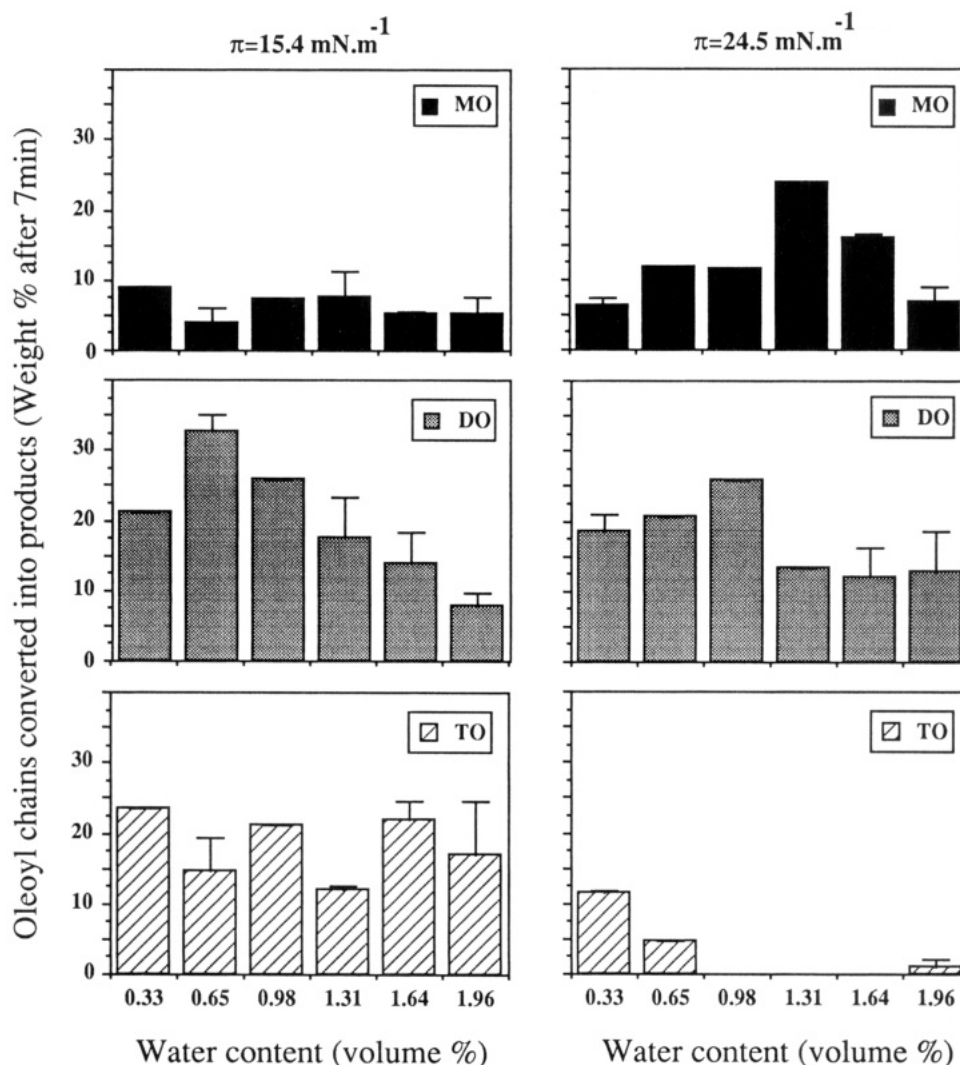 π=15.4 mN.m-1
π=24.5 mN.m-1
Oleoyl chains converted into products (Weight % after 7min)
MO
MO
30
20
10
0
DO
DO
30
20
10
0
TO
TO
30
20
10
0
0.33 0.65 0.98 1.31 1.64 1.96
0.33 0.65 0.98 1.31 1.64 1.96
Water content (volume %)
Water content (volume %)